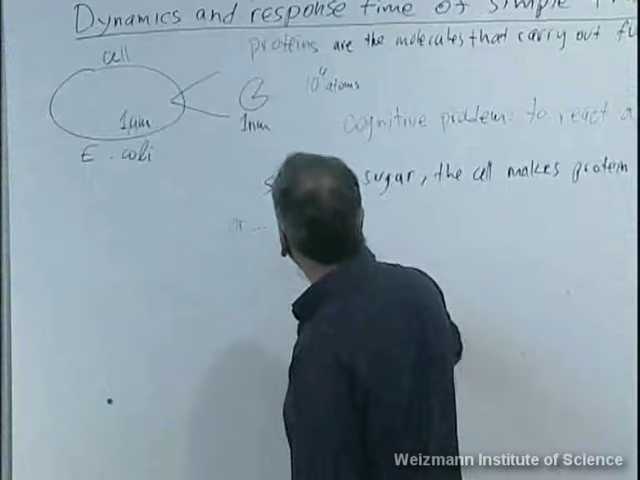 Dynamics and response time of simple
proteins are the molecules that carry out
cell
10⁴ atoms
1μm
1nm
cognitive problem: to react
E. coli
sugar, the cell makes protein
Weizmann Institute of Science